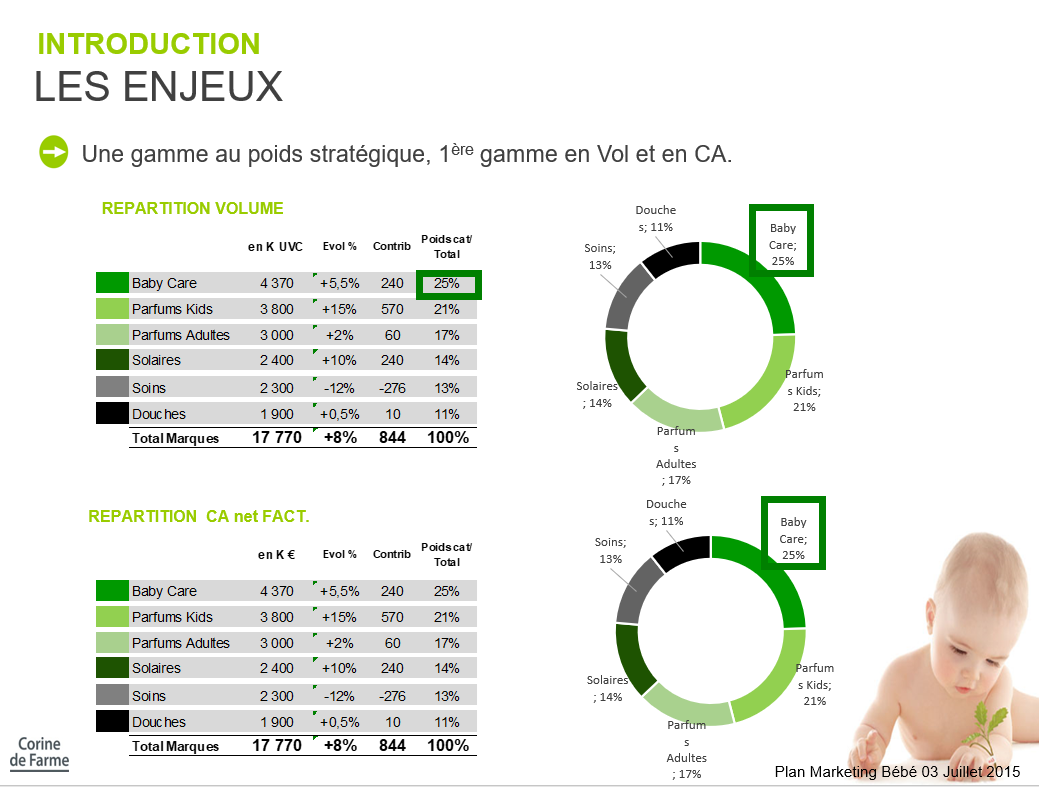 INTRODUCTION
LES ENJEUX
Une gamme au poids stratégique, 1ère gamme en Vol et en CA.
REPARTITION VOLUME
en K UVC Evol % Contrib Poids cat/ Total
Baby Care 4 370 +5,5% 240 25%
Parfums Kids 3 800 +15% 570 21%
Parfums Adultes 3 000 +2% 60 17%
Solaires 2 400 +10% 240 14%
Soins 2 300 -12% -276 13%
Douches 1 900 +0,5% 10 11%
Total Marques 17 770 +8% 844 100%
Douche
s; 11%
Baby
Care;
25%
Soins;
13%
Parfum
s Kids;
21%
Solaires
; 14%
Parfum
s
Adultes
; 17%
REPARTITION CA net FACT.
en K € Evol % Contrib Poids cat/ Total
Baby Care 4 370 +5,5% 240 25%
Parfums Kids 3 800 +15% 570 21%
Parfums Adultes 3 000 +2% 60 17%
Solaires 2 400 +10% 240 14%
Soins 2 300 -12% -276 13%
Douches 1 900 +0,5% 10 11%
Total Marques 17 770 +8% 844 100%
Douche
s; 11%
Baby
Care;
25%
Soins;
13%
Parfum
s Kids;
21%
Solaires
; 14%
Parfum
s
Adultes
; 17%
Corine
de Farme
Plan Marketing Bébé 03 Juillet 2015